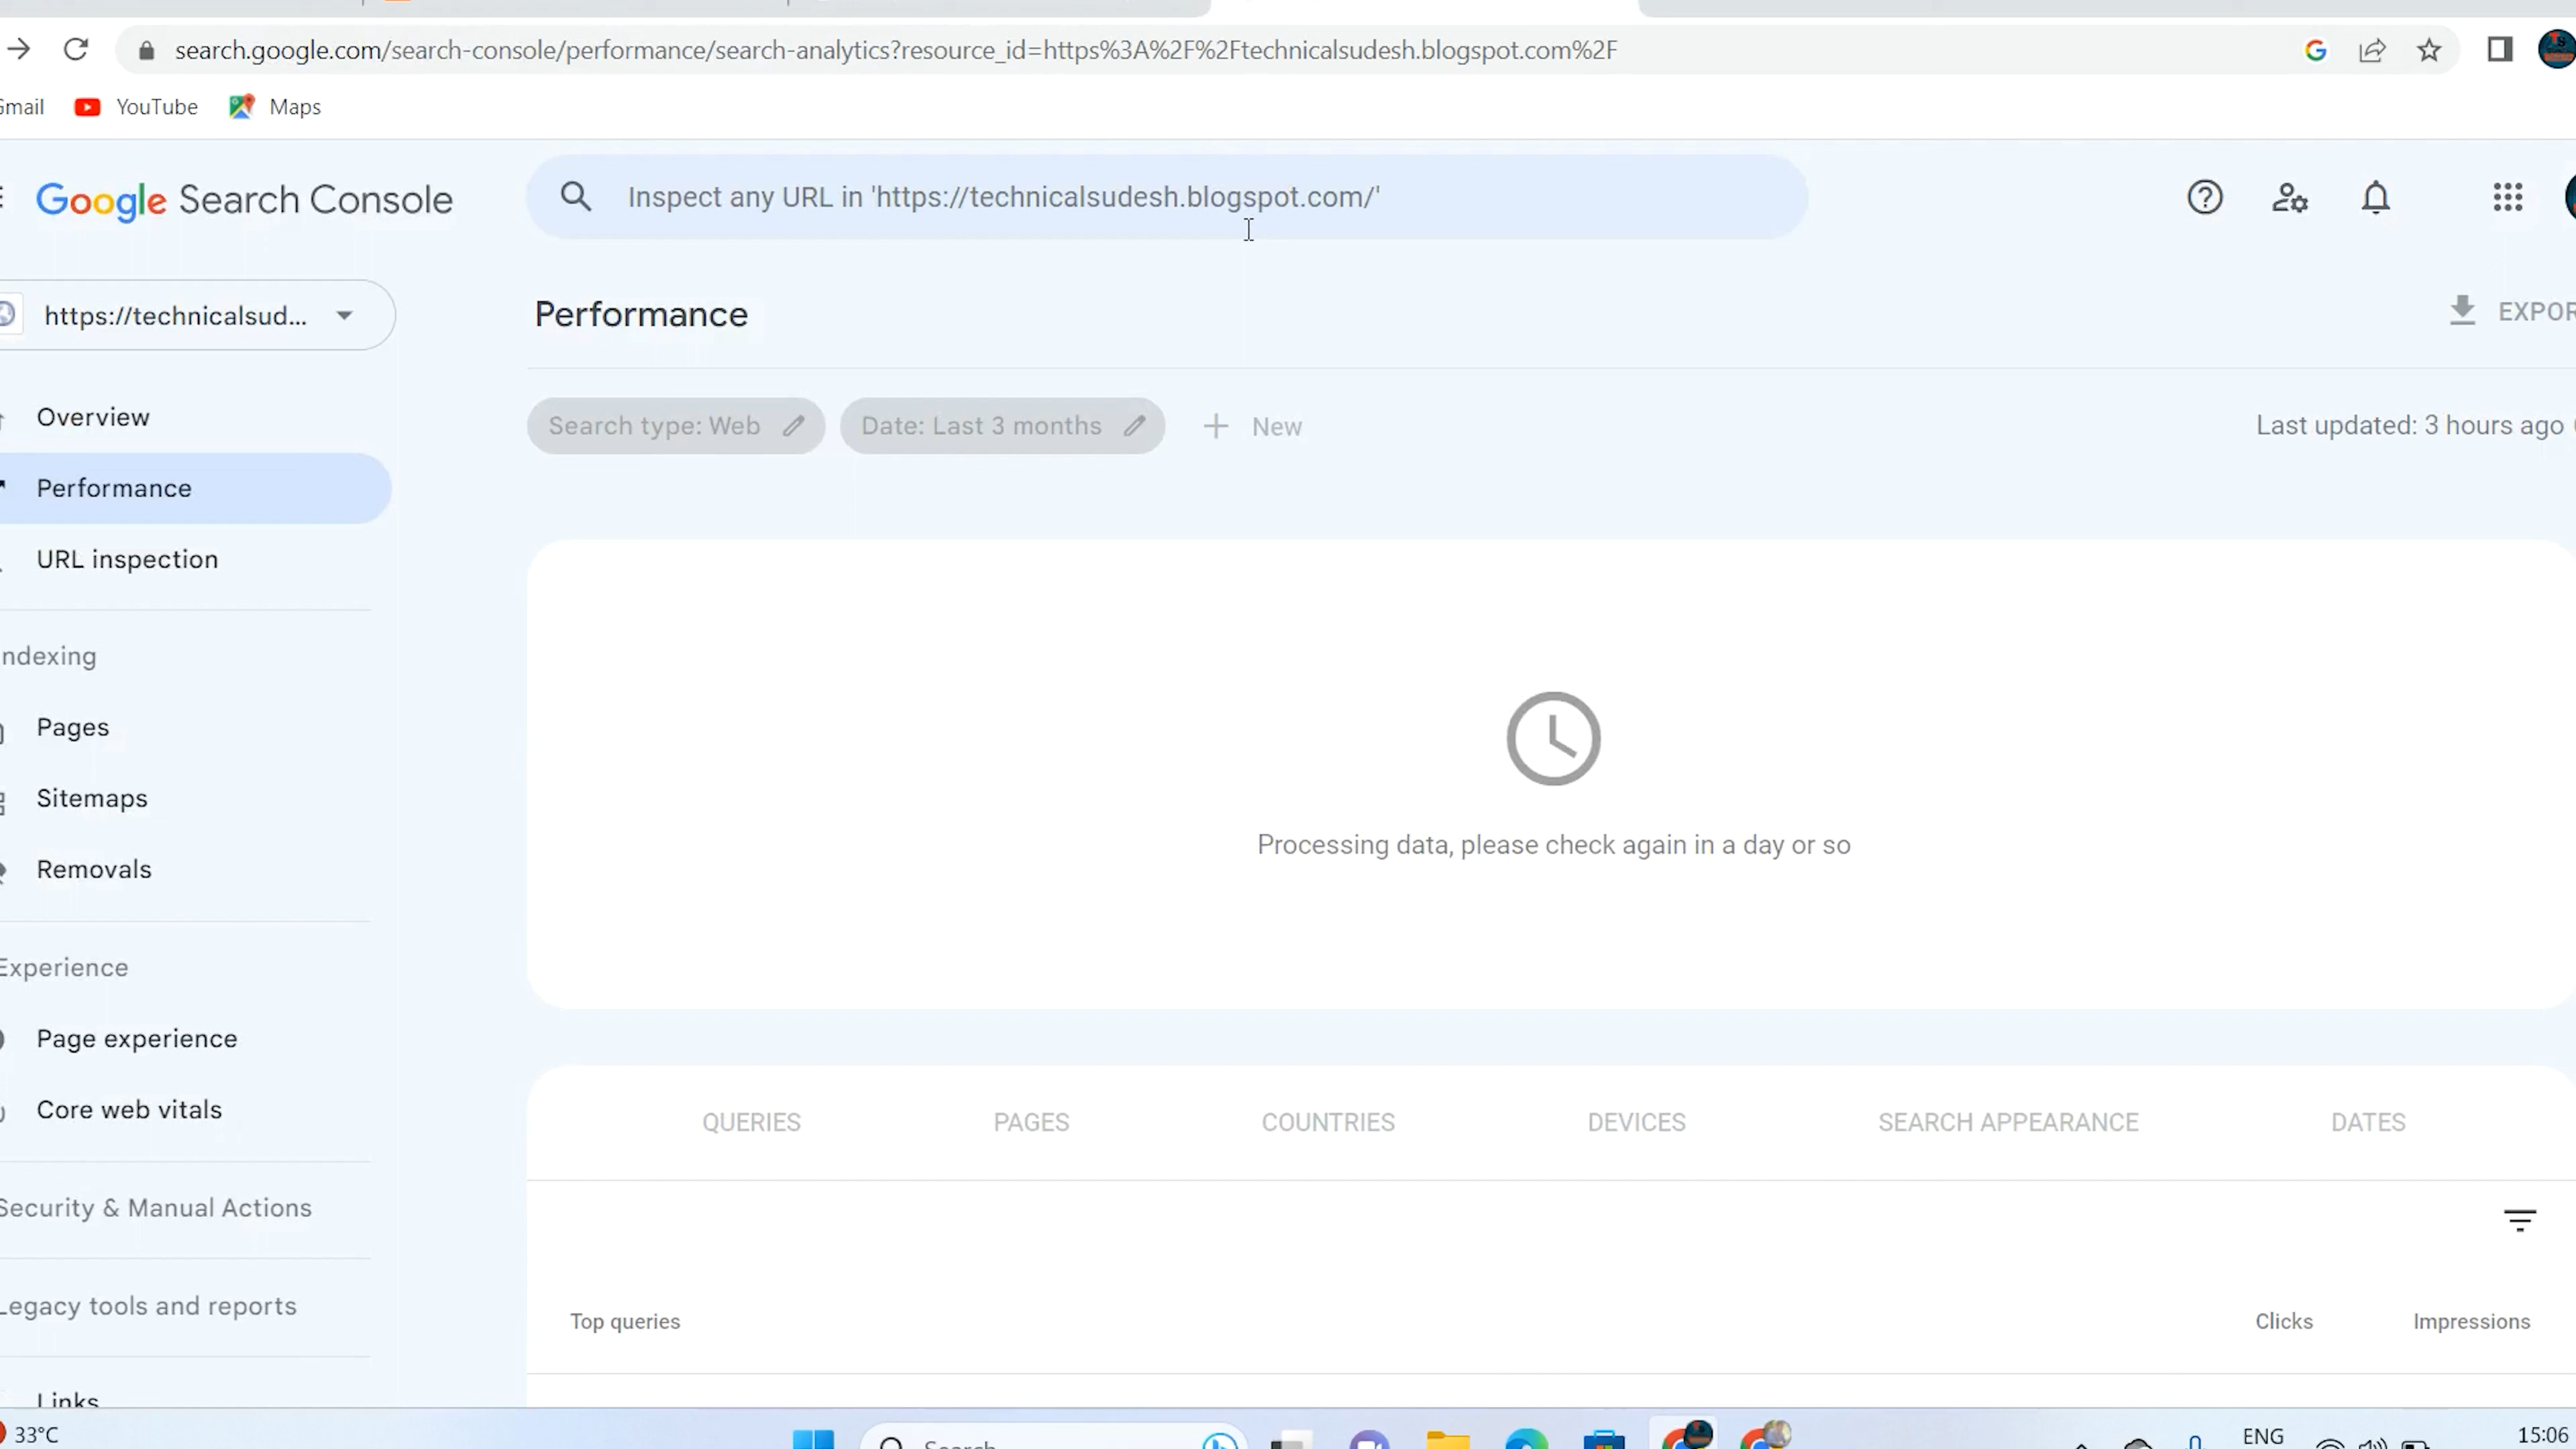 search.google.com/search-console/performance/search-analytics?resource_id=https%3A%2F%2Ftechnicalsudesh.blogspot.com%2F
Gmail YouTube Maps
Google Search Console
Inspect any URL in 'https://technicalsudesh.blogspot.com/'
https://technicalsud...
Performance
EXPOR
Overview
Search type: Web
Date: Last 3 months
New
Last updated: 3 hours ago
Performance
URL inspection
Indexing
Pages
Sitemaps
Removals
Processing data, please check again in a day or so
Experience
Page experience
Core web vitals
QUERIES PAGES COUNTRIES DEVICES SEARCH APPEARANCE DATES
Security & Manual Actions
Legacy tools and reports
Top queries Clicks Impressions
Links
33°C
Search
ENG
15:06